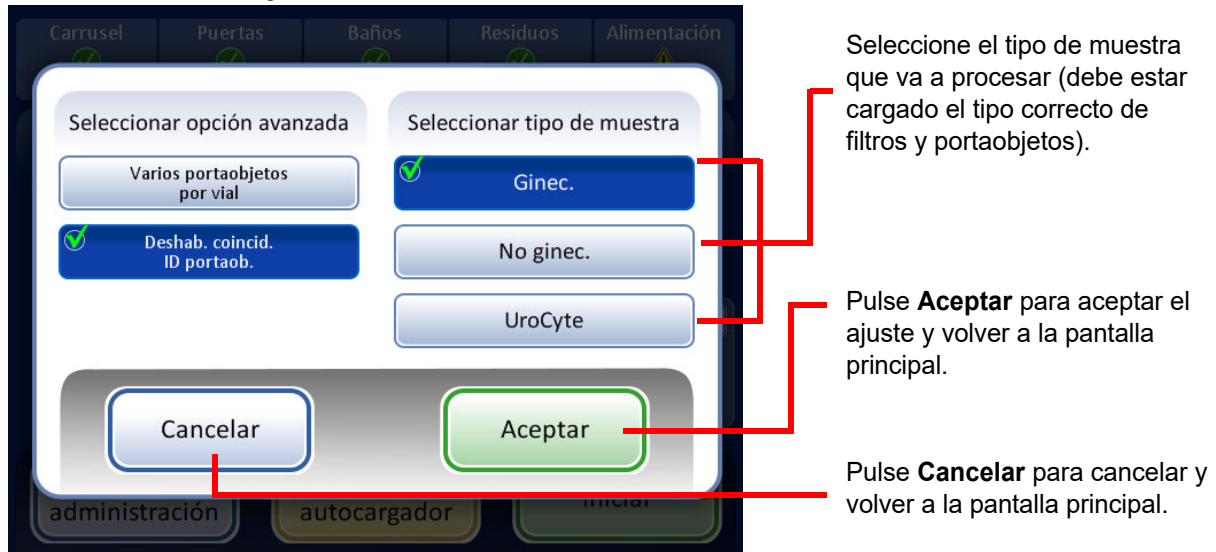 Carrusel
Puertas
Baños
Residuos
Alimentación
Seleccionar opción avanzada
Varios portaobjetos
por vial
Deshab. coincid.
ID portaob.
Seleccionar tipo de muestra
Ginec.
No ginec.
UroCyte
Cancelar
Aceptar
administración
autocargador
Seleccione el tipo de muestra
que va a procesar (debe estar
cargado el tipo correcto de
filtros y portaobjetos).
Pulse Aceptar para aceptar el
ajuste y volver a la pantalla
principal.
Pulse Cancelar para cancelar y
volver a la pantalla principal.